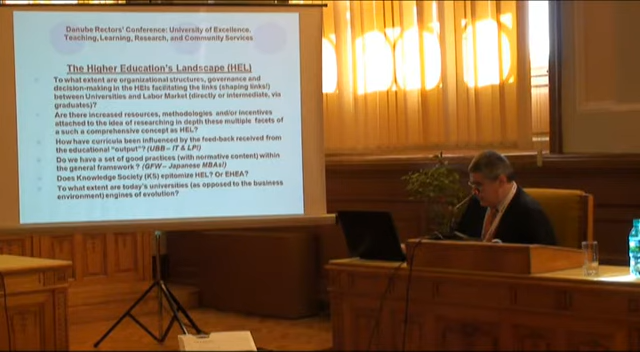 Danube Rectors' Conference: University of Excellence.
Teaching, Learning, Research, and Community Services
The Higher Education's Landscape (HEL)
To what extent are organizational structures, governance and
decision-making in the HEIs facilitating the links (shaping links!)
between Universities and Labor Market (directly or intermediate, via
graduates)?
Are there increased resources, methodologies and/or incentives
attached to the idea of researching in depth these multiple facets of
a such a comprehensive concept as HEL?
How have curricula been influenced by the feed-back received from
the educational "output"? (UBB – IT & LP!)
Do we have a set of good practices (with normative content) within
the general framework ? (GFW – Japanese MBAs!)
Does Knowledge Society (KS) epitomize HEL? Or EHEA?
To what extent are today's universities (as opposed to the business
environment) engines of evolution?